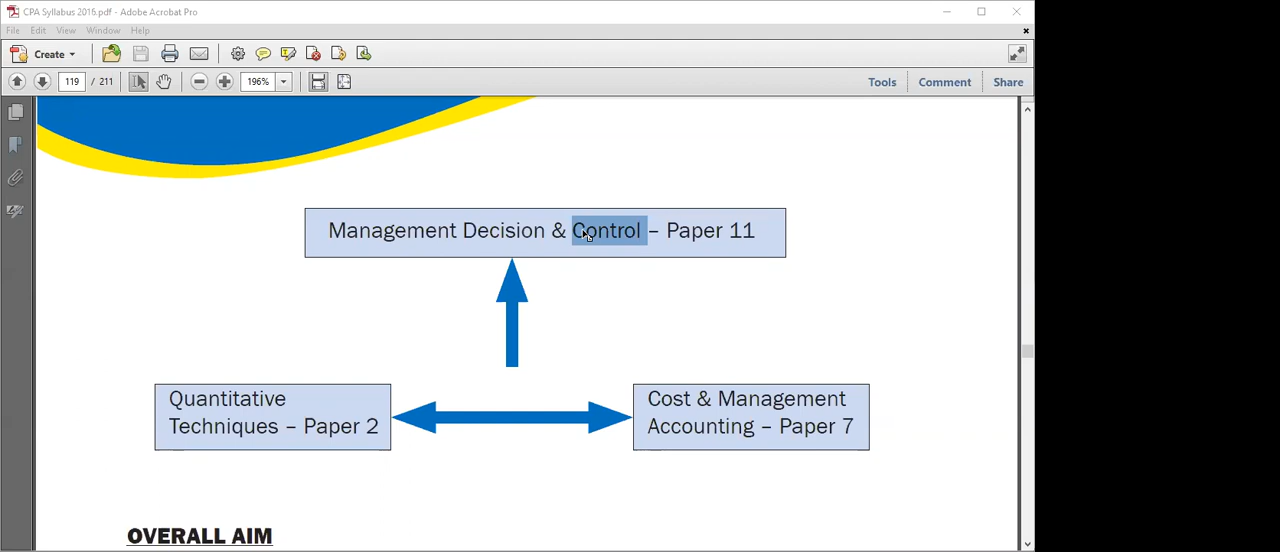 CPA Syllabus 2016.pdf - Adobe Acrobat Pro
File Edit View Window Help
Create
119 / 211 196% Tools Comment Share
Management Decision & Control – Paper 11
Quantitative
Techniques – Paper 2
Cost & Management
Accounting – Paper 7
OVERALL AIM